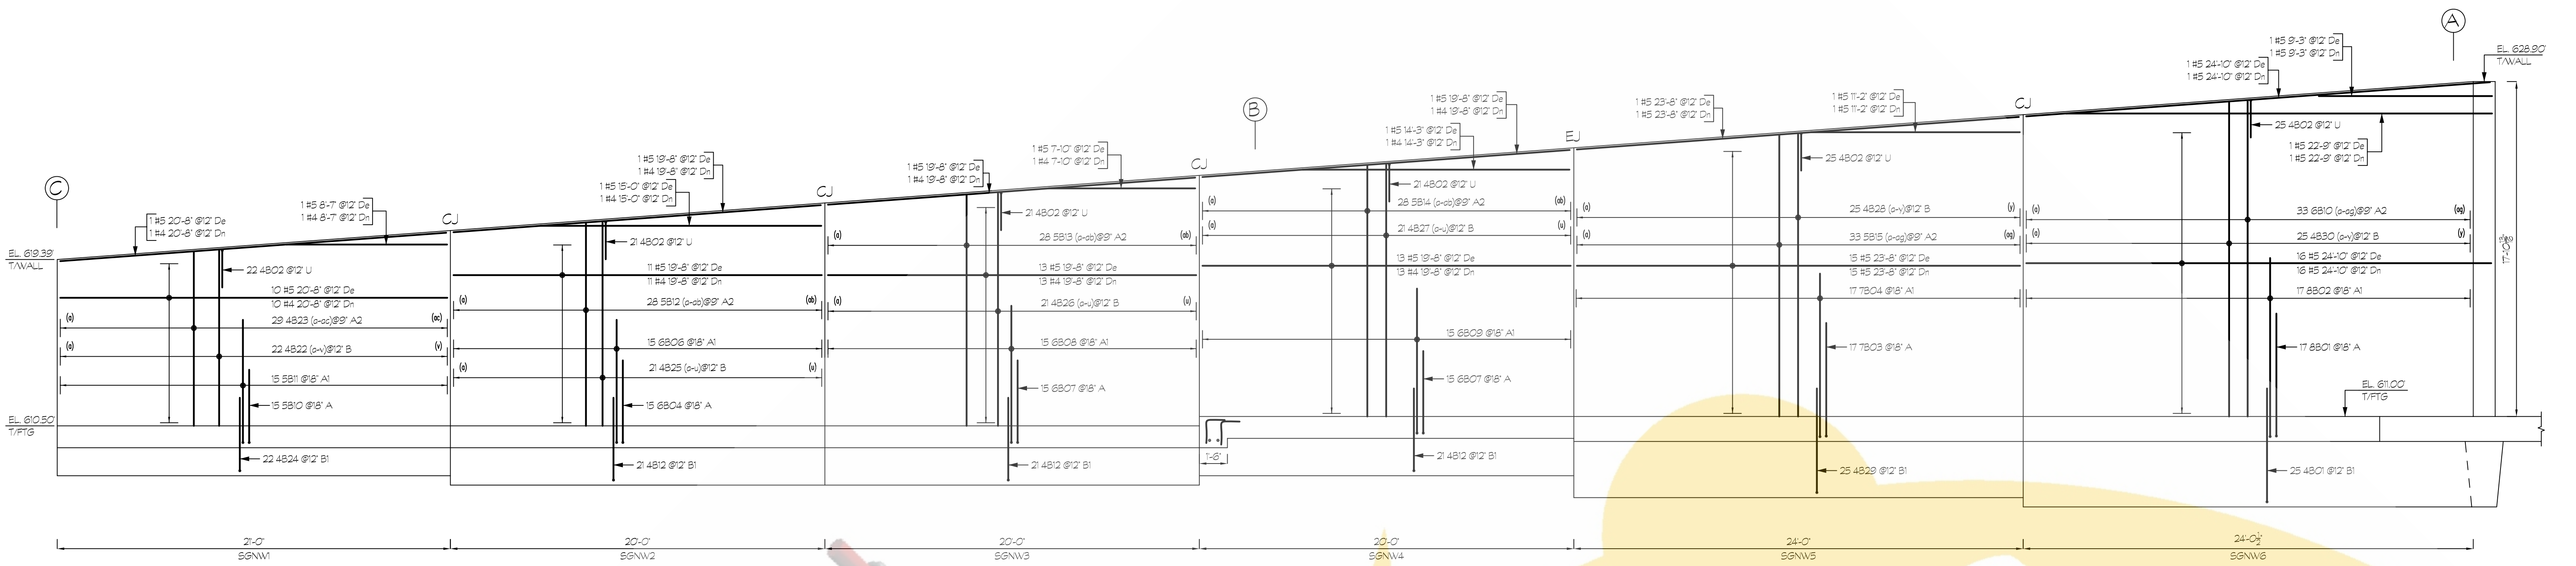 A
1 #5 9'-3" @12" De
1 #5 9'-3" @12" Dn
EL. 628.90'
T/WALL
1 #5 24'-10" @12" De
1 #5 24'-10" @12" Dn
1 #5 19'-8" @12" De
1 #4 19'-8" @12" Dn
1 #5 23'-8" @12" De
1 #5 23'-8" @12" Dn
1 #5 11'-2" @12" De
1 #5 11'-2" @12" Dn
CJ
B
25 4B02 @12" U
1 #5 14'-3" @12" De
1 #4 14'-3" @12" Dn
EJ
1 #5 22'-9" @12" De
1 #5 22'-9" @12" Dn
1 #5 7'-10" @12" De
1 #4 7'-10" @12" Dn
25 4B02 @12" U
1 #5 19'-8" @12" De
1 #4 19'-8" @12" Dn
1 #5 19'-8" @12" De
1 #4 19'-8" @12" Dn
CJ
C
1 #5 15'-0" @12" De
1 #4 15'-0" @12" Dn
CJ
21 4B02 @12" U
1 #5 8'-7" @12" De
1 #4 8'-7" @12" Dn
1 #5 20'-8" @12" De
1 #4 20'-8" @12" Dn
CJ
21 4B02 @12" U
(a) 28 5B14 (a-ab)@9" A2 (ab)
(a) 25 4B28 (a-y)@12" B (y)
(a) 33 6B10 (a-ag)@9" A2 (ag)
(a) 21 4B27 (a-u)@12" B (u)
21 4B02 @12" U
(a) 28 5B13 (a-ab)@9" A2 (ab)
(a) 33 5B15 (a-ag)@9" A2 (ag)
(a) 25 4B30 (a-y)@12" B (y)
17'-10 13/16"
EL. 619.39'
T/WALL
22 4B02 @12" U
11 #5 19'-8" @12" De
11 #4 19'-8" @12" Dn
13 #5 19'-8" @12" De
13 #4 19'-8" @12" Dn
13 #5 19'-8" @12" De
13 #4 19'-8" @12" Dn
15 #5 23'-8" @12" De
15 #5 23'-8" @12" Dn
16 #5 24'-10" @12" De
16 #5 24'-10" @12" Dn
10 #5 20'-8" @12" De
10 #4 20'-8" @12" Dn
(a) 28 5B12 (a-ab)@9" A2 (ab)
(a) 21 4B26 (a-u)@12" B (u)
17 7B04 @18" A1
17 8B02 @18" A1
(a) 29 4B23 (a-ac)@9" A2 (ac)
15 6B09 @18" A1
(a) 22 4B22 (a-v)@12" B (v)
15 6B06 @18" A1
15 6B08 @18" A1
17 7B03 @18" A
17 8B01 @18" A
(a) 21 4B25 (a-u)@12" B (u)
15 5B11 @18" A1
15 6B07 @18" A
15 6B07 @18" A
EL. 611.00'
T/FTG
15 5B10 @18" A
15 6B04 @18" A
EL. 610.50'
T/FTG
22 4B24 @12" B1
21 4B12 @12" B1
21 4B12 @12" B1
1'-6"
21 4B12 @12" B1
25 4B29 @12" B1
25 4B01 @12" B1
21'-0"
20'-0"
20'-0"
20'-0"
24'-0"
24'-0 1/2"
SGNW1
SGNW2
SGNW3
SGNW4
SGNW5
SGNW6